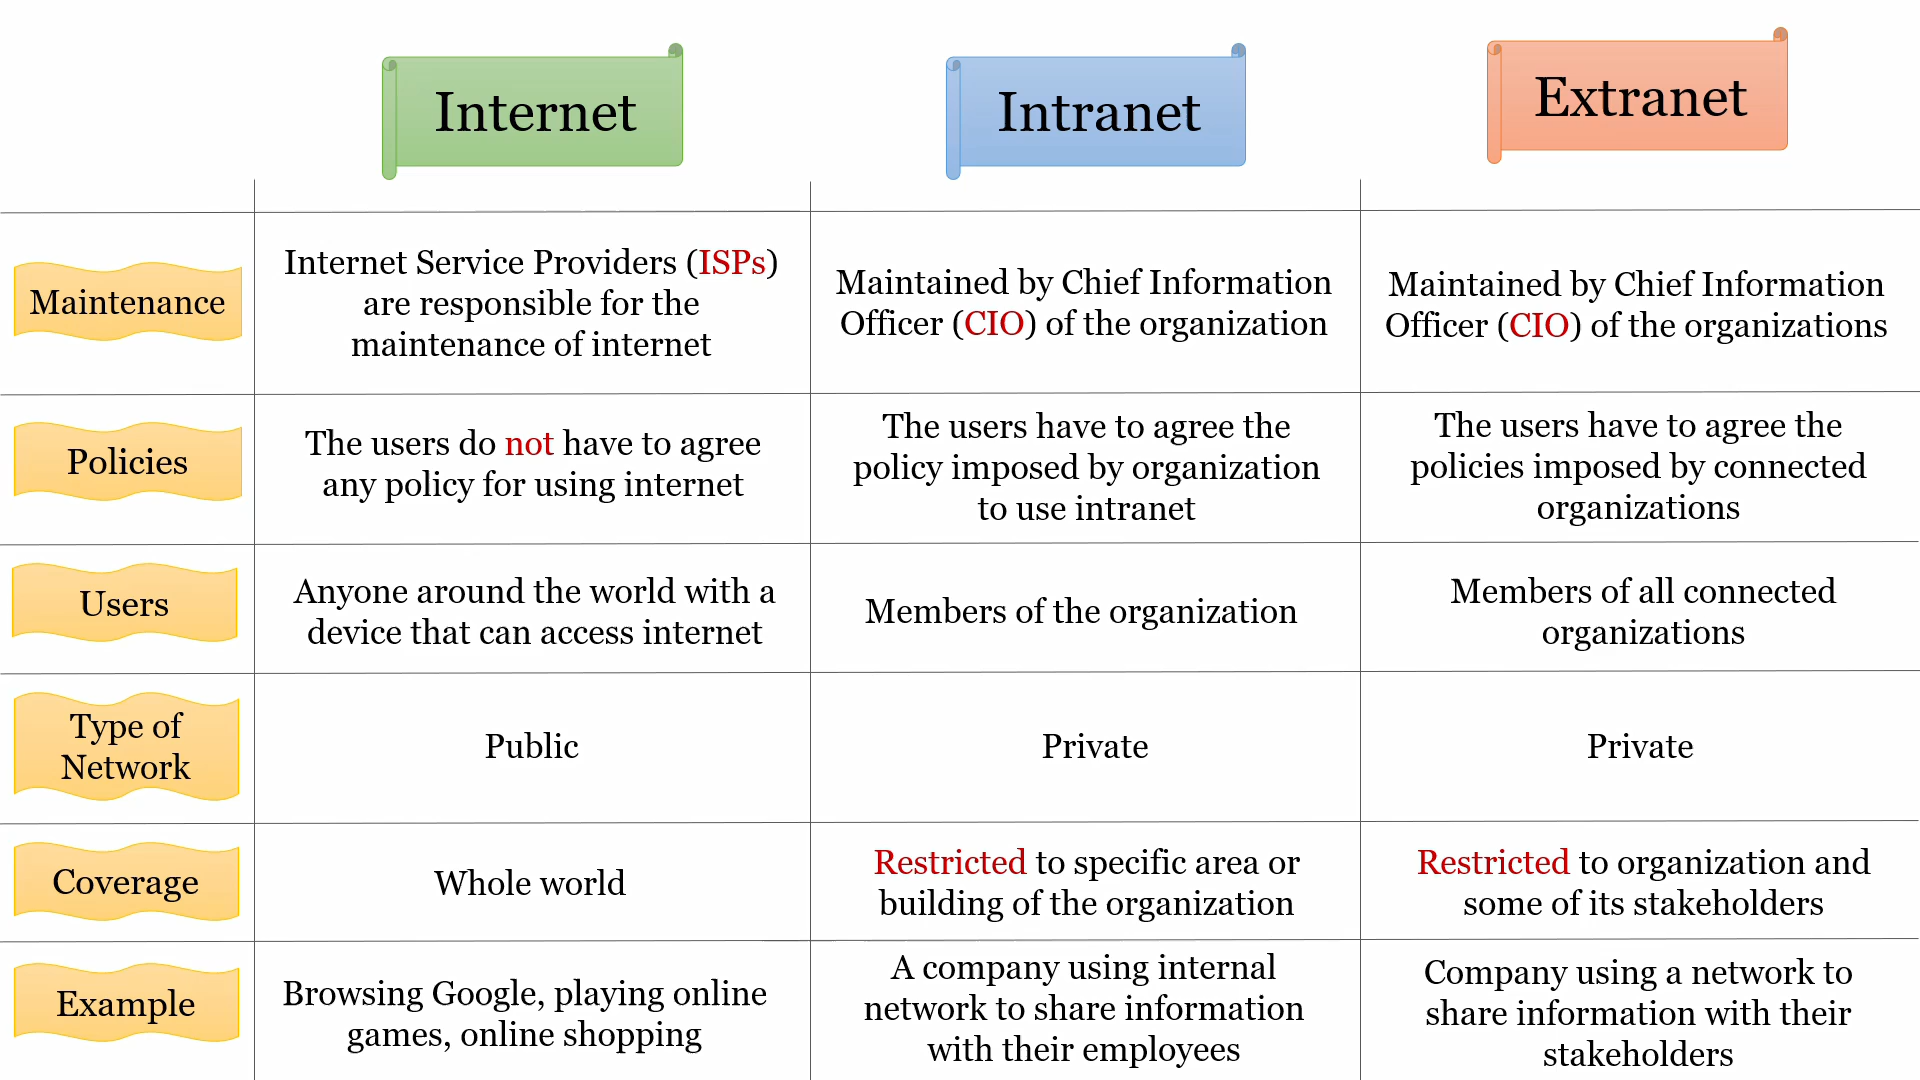 Internet
Intranet
Extranet
Maintenance
Internet Service Providers (ISPs)
are responsible for the
maintenance of internet
Maintained by Chief Information
Officer (CIO) of the organization
Maintained by Chief Information
Officer (CIO) of the organizations
Policies
The users do not have to agree
any policy for using internet
The users have to agree the
policy imposed by organization
to use intranet
The users have to agree the
policies imposed by connected
organizations
Users
Anyone around the world with a
device that can access internet
Members of the organization
Members of all connected
organizations
Type of
Network
Public
Private
Private
Coverage
Whole world
Restricted to specific area or
building of the organization
Restricted to organization and
some of its stakeholders
Example
Browsing Google, playing online
games, online shopping
A company using internal
network to share information
with their employees
Company using a network to
share information with their
stakeholders